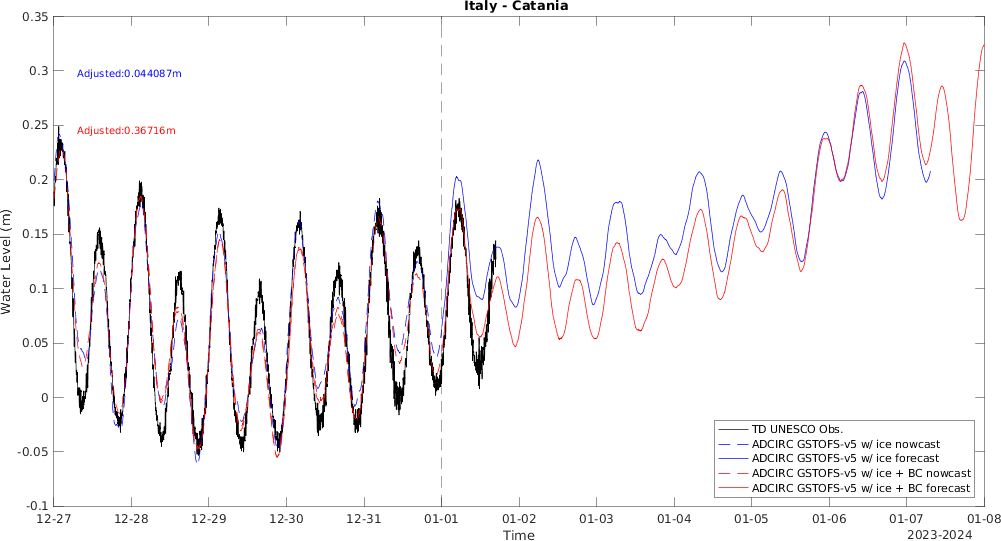 Italy - Catania
0.35
0.3
0.25
0.2
0.15
0.1
0.05
0
-0.05
-0.1
Water Level (m)
Adjusted:0.044087m
Adjusted:0.36716m
TD UNESCO Obs.
ADCIRC GSTOFS-v5 w/ ice nowcast
ADCIRC GSTOFS-v5 w/ ice forecast
ADCIRC GSTOFS-v5 w/ ice + BC nowcast
ADCIRC GSTOFS-v5 w/ ice + BC forecast
12-27 12-28 12-29 12-30 12-31 01-01 01-02 01-03 01-04 01-05 01-06 01-07 01-08
Time
2023-2024